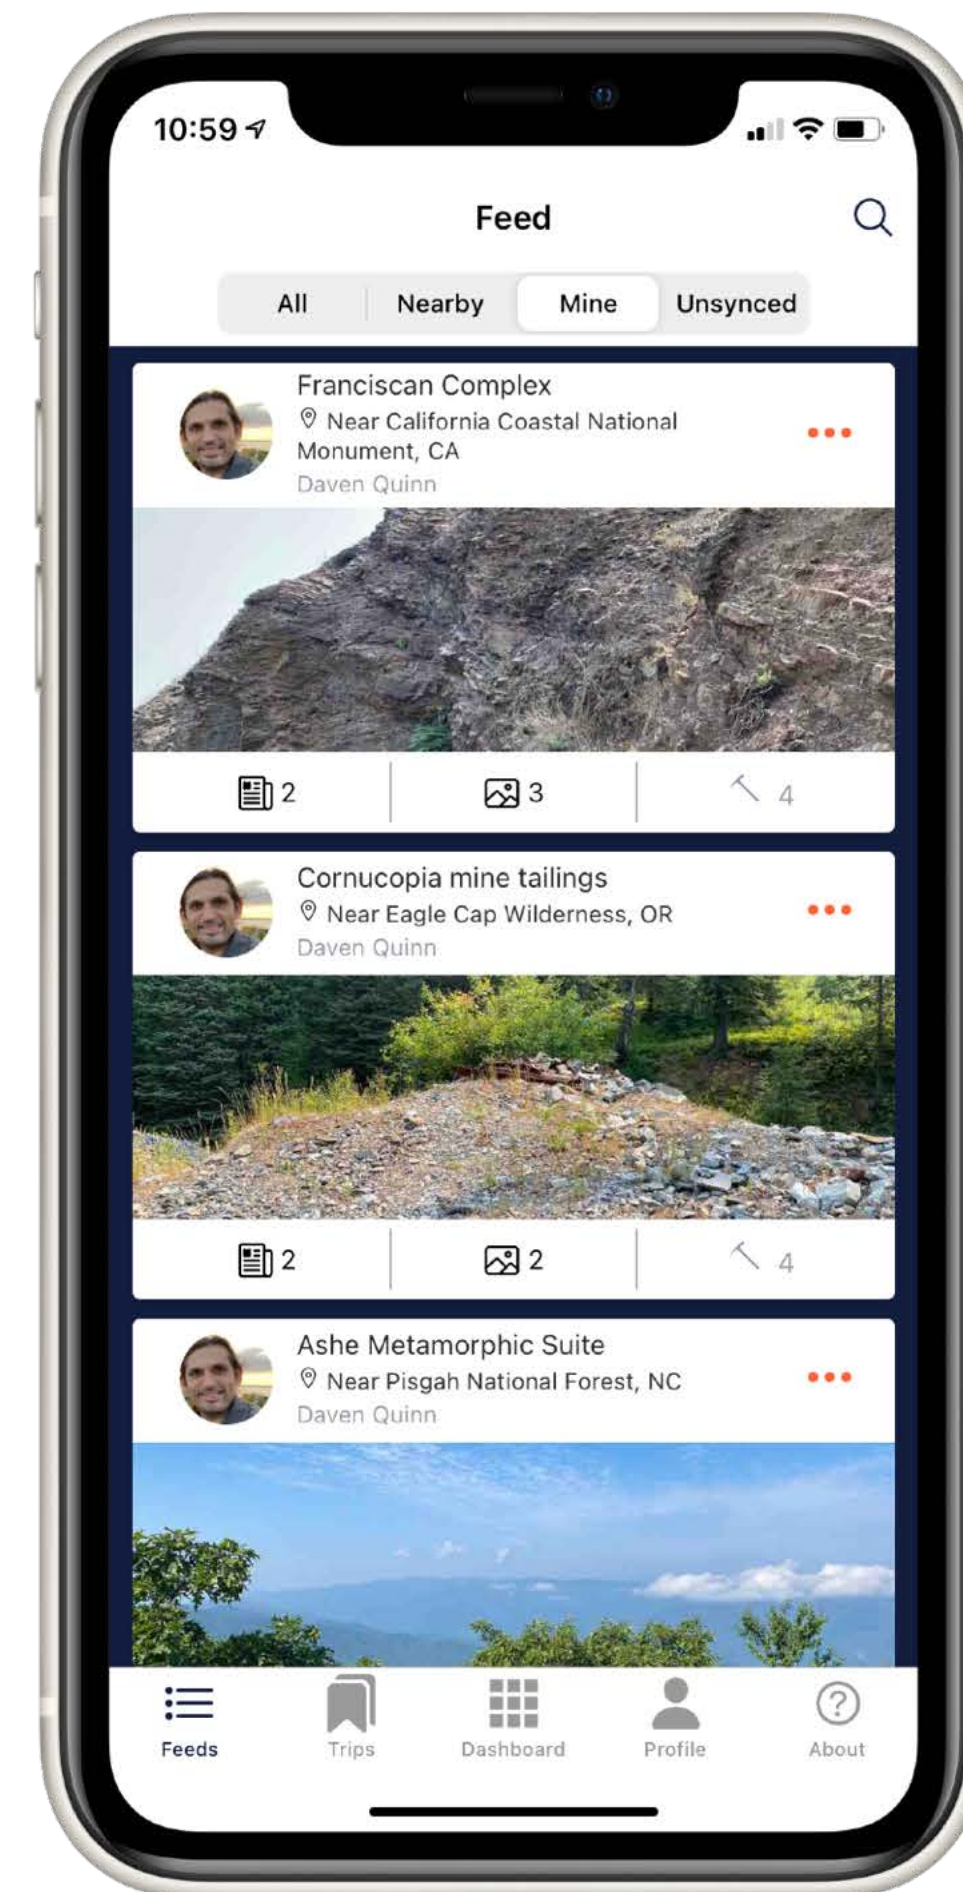 10:59
Feed
All Nearby Mine Unsynced
Franciscan Complex
Near California Coastal National
Monument, CA
Daven Quinn
2 3 4
Cornucopia mine tailings
Near Eagle Cap Wilderness, OR
Daven Quinn
2 2 4
Ashe Metamorphic Suite
Near Pisgah National Forest, NC
Daven Quinn
Feeds Trips Dashboard Profile About